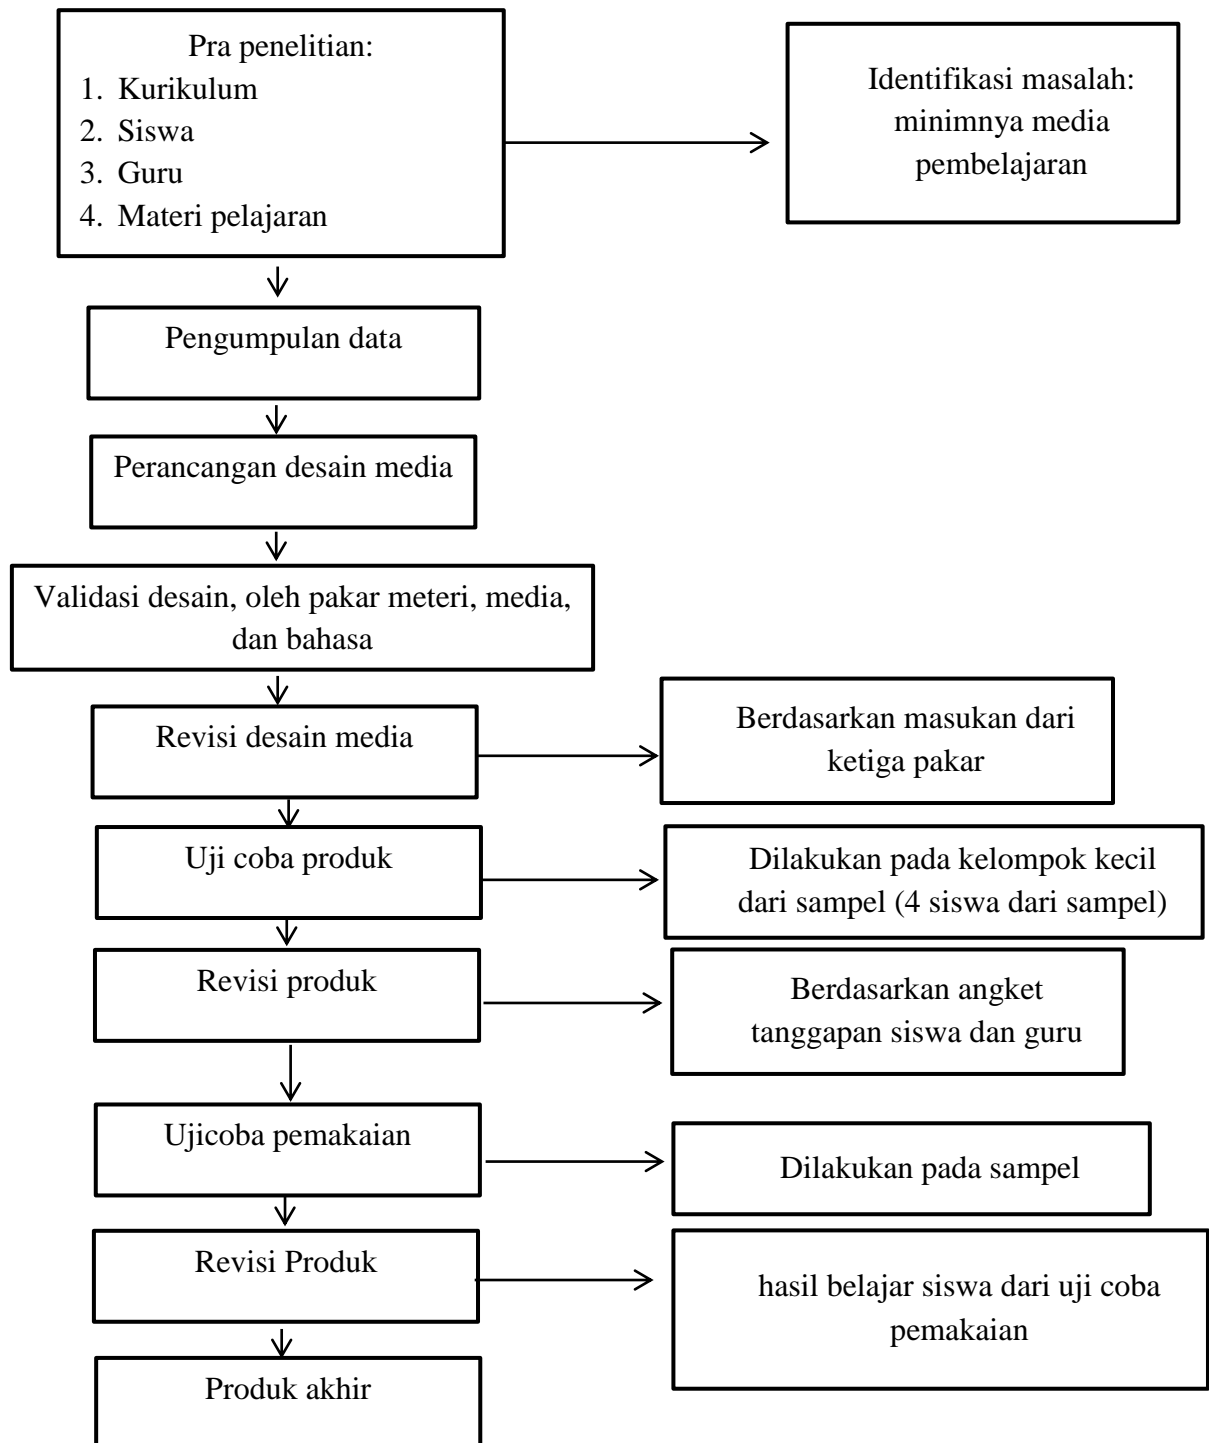 Pra penelitian:
1. Kurikulum
2. Siswa
3. Guru
4. Materi pelajaran
Identifikasi masalah:
minimnya media
pembelajaran
Pengumpulan data
Perancangan desain media
Validasi desain, oleh pakar meteri, media,
dan bahasa
Revisi desain media
Berdasarkan masukan dari
ketiga pakar
Uji coba produk
Dilakukan pada kelompok kecil
dari sampel (4 siswa dari sampel)
Revisi produk
Berdasarkan angket
tanggapan siswa dan guru
Ujicoba pemakaian
Dilakukan pada sampel
Revisi Produk
hasil belajar siswa dari uji coba
pemakaian
Produk akhir